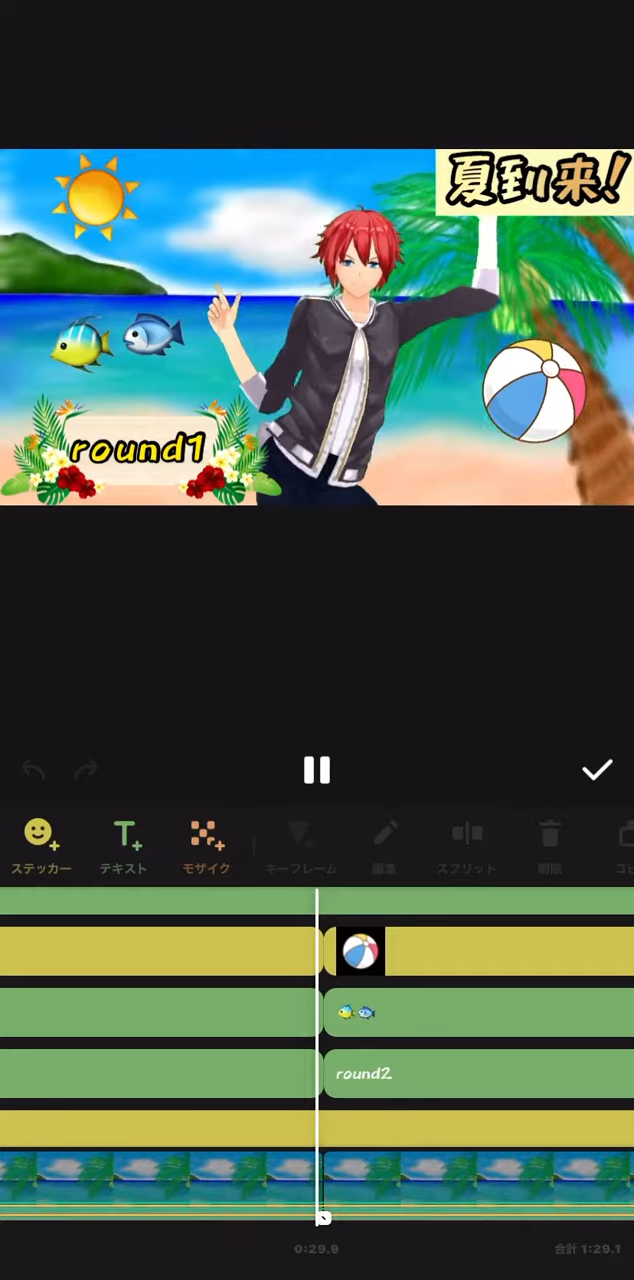 夏到来!
round1
ステッカー
テキスト
モザイク
キーフレーム
編集
スプリット
削除
コピ
round2
0:29.9
合計 1:29.1